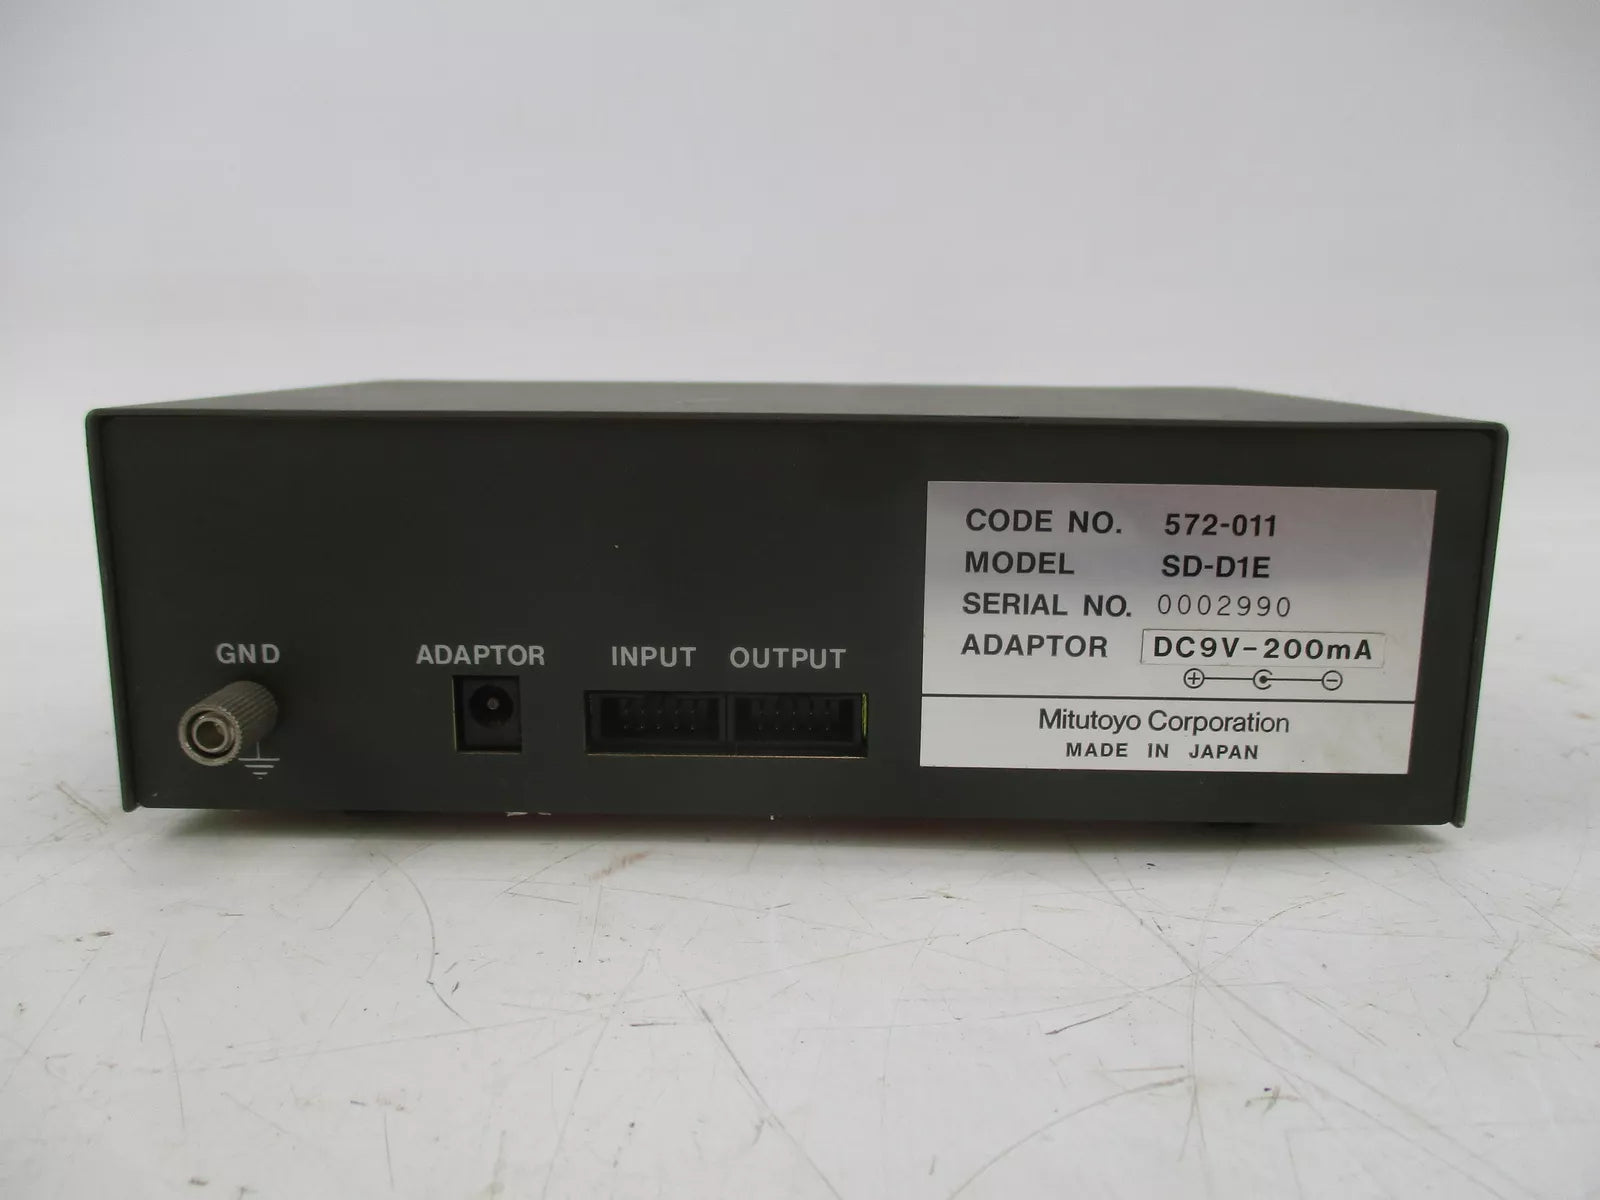 GND
ADAPTOR
INPUT OUTPUT
CODE NO. 572-011
MODEL SD-D1E
SERIAL NO. 0002990
ADAPTOR DC9V-200mA
Mitutoyo Corporation
MADE IN JAPAN